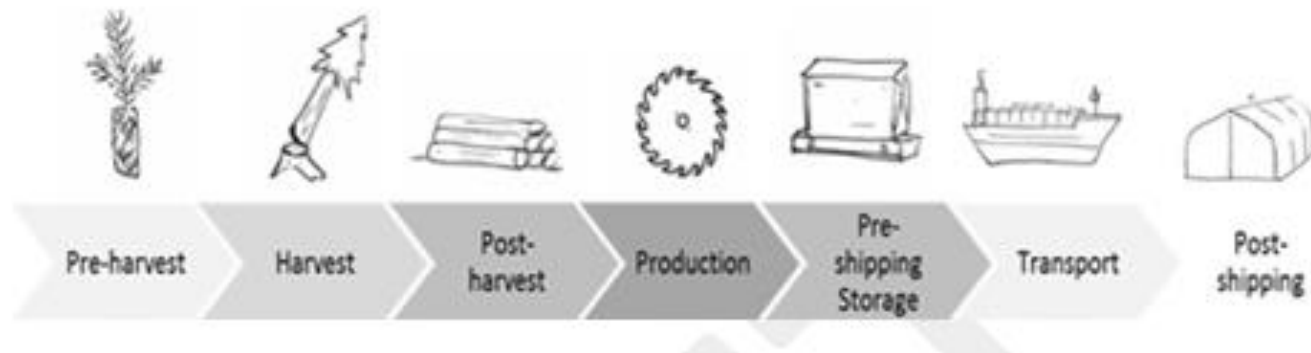 Pre-harvest
Harvest
Post-
harvest
Production
Pre-
shipping
Storage
Transport
Post-
shipping